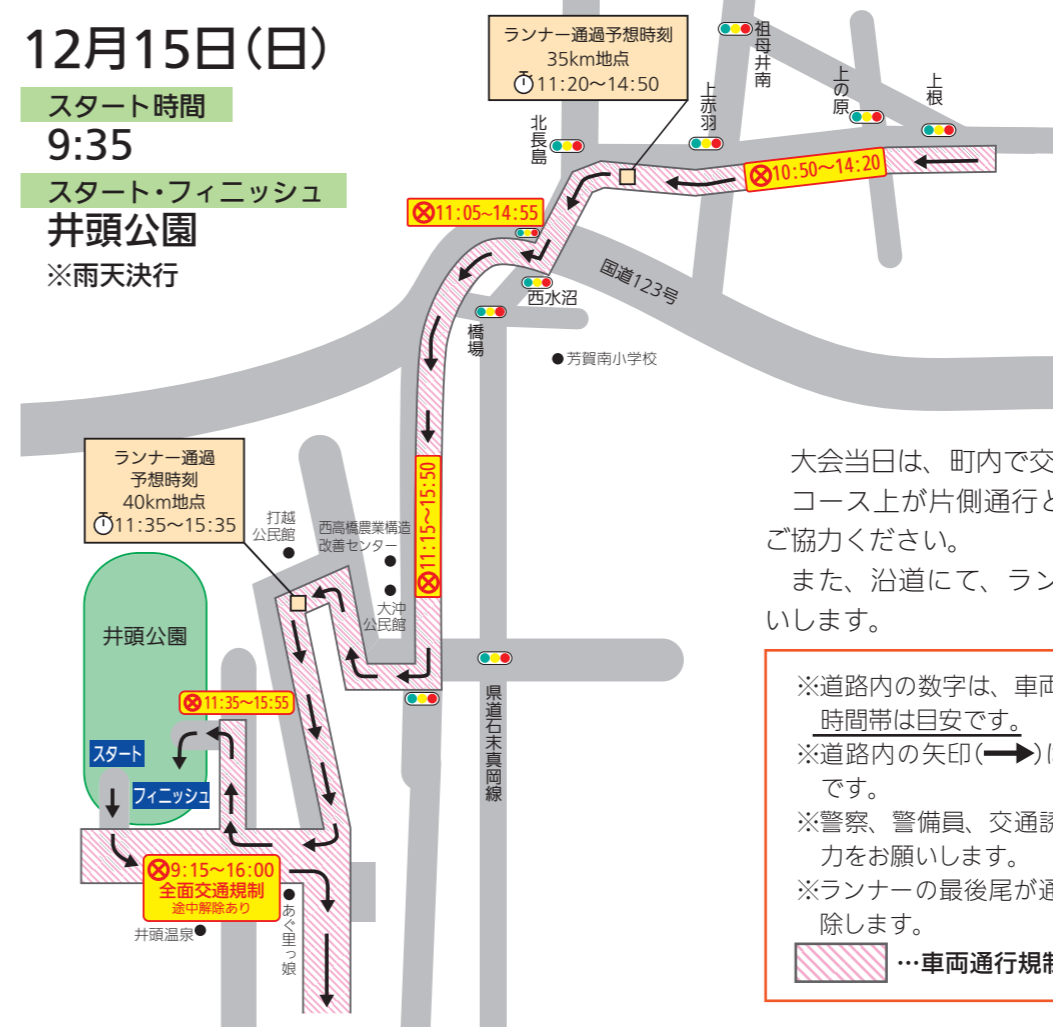 12月15日(日)
スタート時間
9:35
スタート・フィニッシュ
井頭公園
※雨天決行
ランナー通過予想時刻
35km地点
11:20〜14:50
祖母井南
上の原
上根
上赤羽
北長島
10:50〜14:20
11:05〜14:55
国道123号
西水沼
橋場
芳賀南小学校
ランナー通過
予想時刻
40km地点
11:35〜15:35
打越
公民館
西高橋農業構造
改善センター
11:15〜15:50
大沖
公民館
井頭公園
11:35〜15:55
スタート
フィニッシュ
県道石末真岡線
9:15〜16:00
全面交通規制
途中解除あり
井頭温泉
あぐ里っ娘
大会当日は、町内で交
コース上が片側通行と
ご協力ください。
また、沿道にて、ラン
いします。
※道路内の数字は、車両
時間帯は目安です。
※道路内の矢印(➡)は
です。
※警察、警備員、交通誘
力をお願いします。
※ランナーの最後尾が通
除します。
…車両通行規制